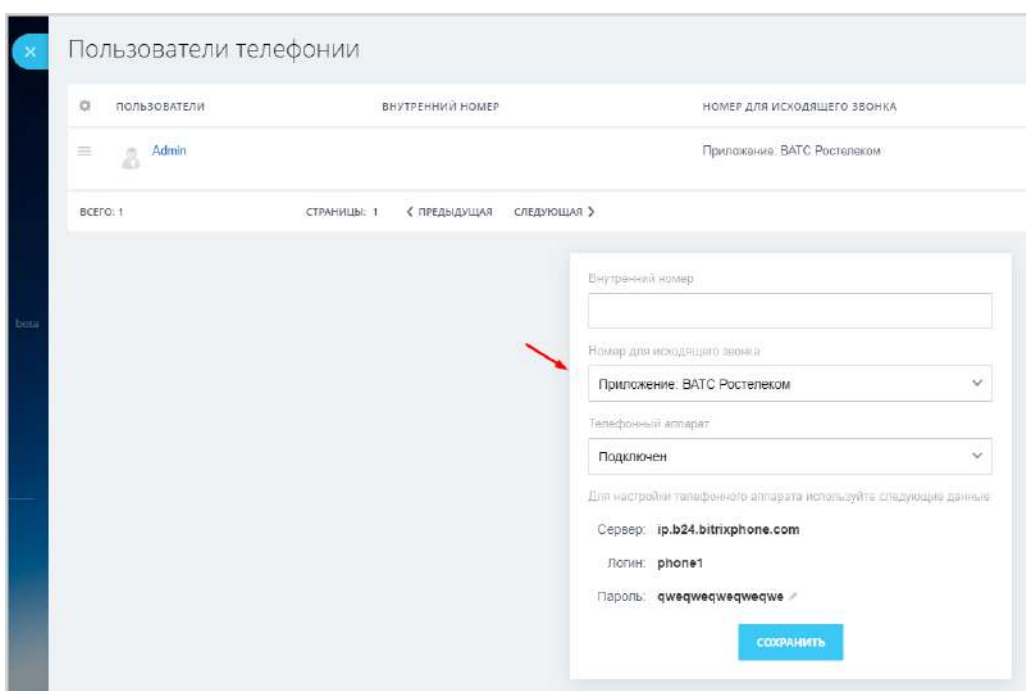 Пользователи телефонии
ПОЛЬЗОВАТЕЛИ ВНУТРЕННИЙ НОМЕР НОМЕР ДЛЯ ИСХОДЯЩЕГО ЗВОНКА
Admin Приложение: ВАТС Ростелеком
ВСЕГО: 1 СТРАНИЦЫ: 1 ПРЕДЫДУЩАЯ СЛЕДУЮЩАЯ
Внутренний номер
beta
Номер для исходящего звонка
Приложение: ВАТС Ростелеком
Телефонный аппарат
Подключен
Для настройки телефонного аппарата используйте следующие данные
Сервер: ip.b24.bitrixphone.com
Логин: phone1
Пароль: qweqweqweqweqwe
СОХРАНИТЬ